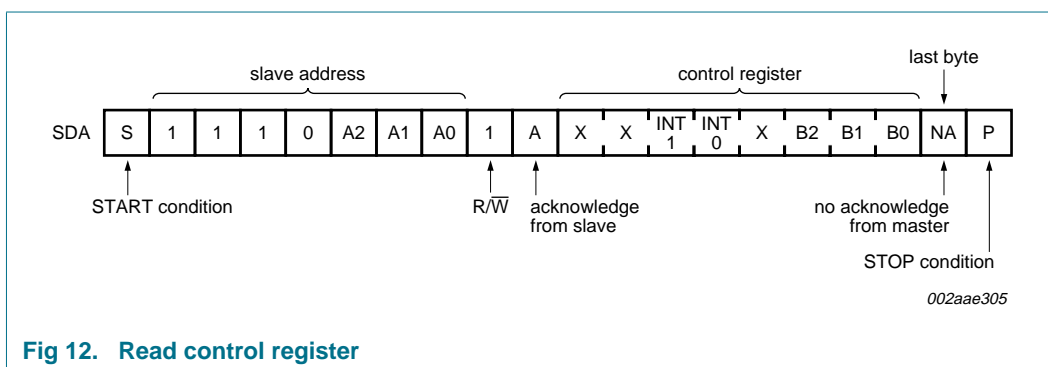 last byte
slave address control register
SDA S 1 1 1 0 A2 A1 A0 1 A X X INT 1 INT 0 X B2 B1 B0 NA P
START condition R/W̅ acknowledge from slave no acknowledge from master
STOP condition
002aae305
Fig 12. Read control register